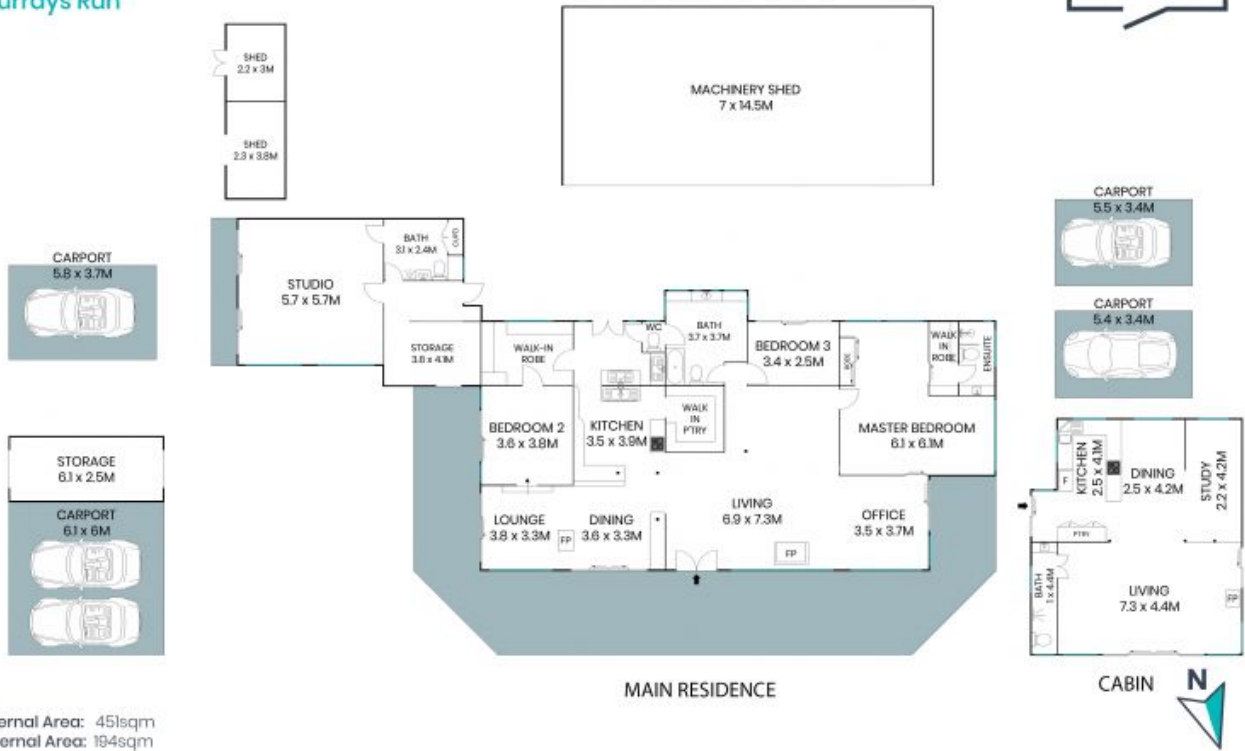 urrays Run
SHED
2.2 x 3M
SHED
2.3 x 3.8M
MACHINERY SHED
7 x 14.5M
CARPORT
5.8 x 3.7M
STORAGE
6.1 x 2.5M
CARPORT
6.1 x 6M
STUDIO
5.7 x 5.7M
BATH
3.1 x 2.4M
CUPD
STORAGE
3.8 x 4.1M
WALK-IN
ROBE
WC
BATH
3.7 x 3.7M
BEDROOM 3
3.4 x 2.5M
ROBE
WALK
IN
ROBE
ENSUITE
BEDROOM 2
3.6 x 3.8M
KITCHEN
3.5 x 3.9M
WALK
IN
P'TRY
MASTER BEDROOM
6.1 x 6.1M
LOUNGE
3.8 x 3.3M
FP
DINING
3.6 x 3.3M
LIVING
6.9 x 7.3M
FP
OFFICE
3.5 x 3.7M
MAIN RESIDENCE
CARPORT
5.5 x 3.4M
CARPORT
5.4 x 3.4M
KITCHEN
2.5 x 4.1M
F
DINING
2.5 x 4.2M
STUDY
2.2 x 4.2M
PTRY
BATH
1 x 4.4M
LIVING
7.3 x 4.4M
FP
CABIN
N
ernal Area: 451sqm
ernal Area: 194sqm